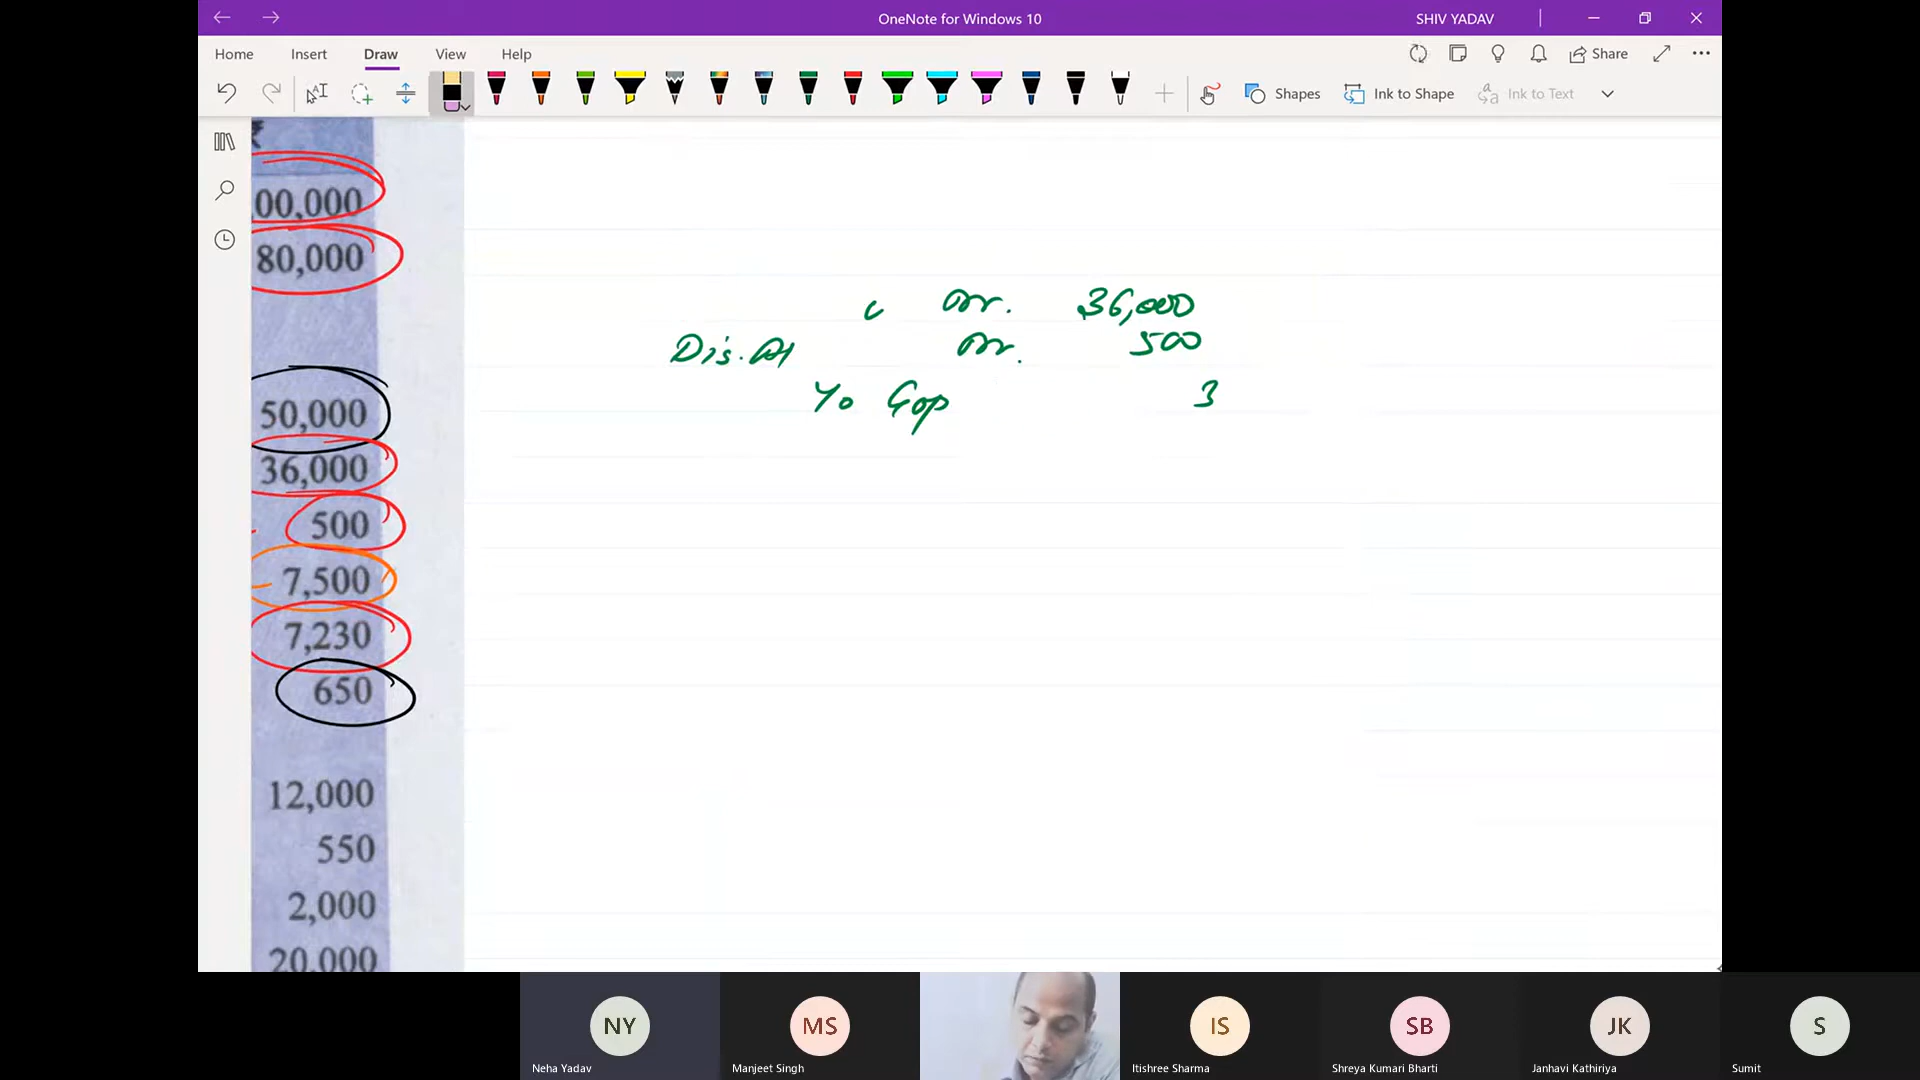 OneNote for Windows 10
SHIV YADAV
Home Insert Draw View Help
Share
Shapes Ink to Shape Ink to Text
00,000
80,000
50,000
36,000
500
7,500
7,230
650
12,000
550
2,000
20,000
Dr. 36,000
Dis. A/ Dr. 500
To Gop 3
NY MS IS SB JK S
Neha Yadav Manjeet Singh Itishree Sharma Shreya Kumari Bharti Janhavi Kathiriya Sumit